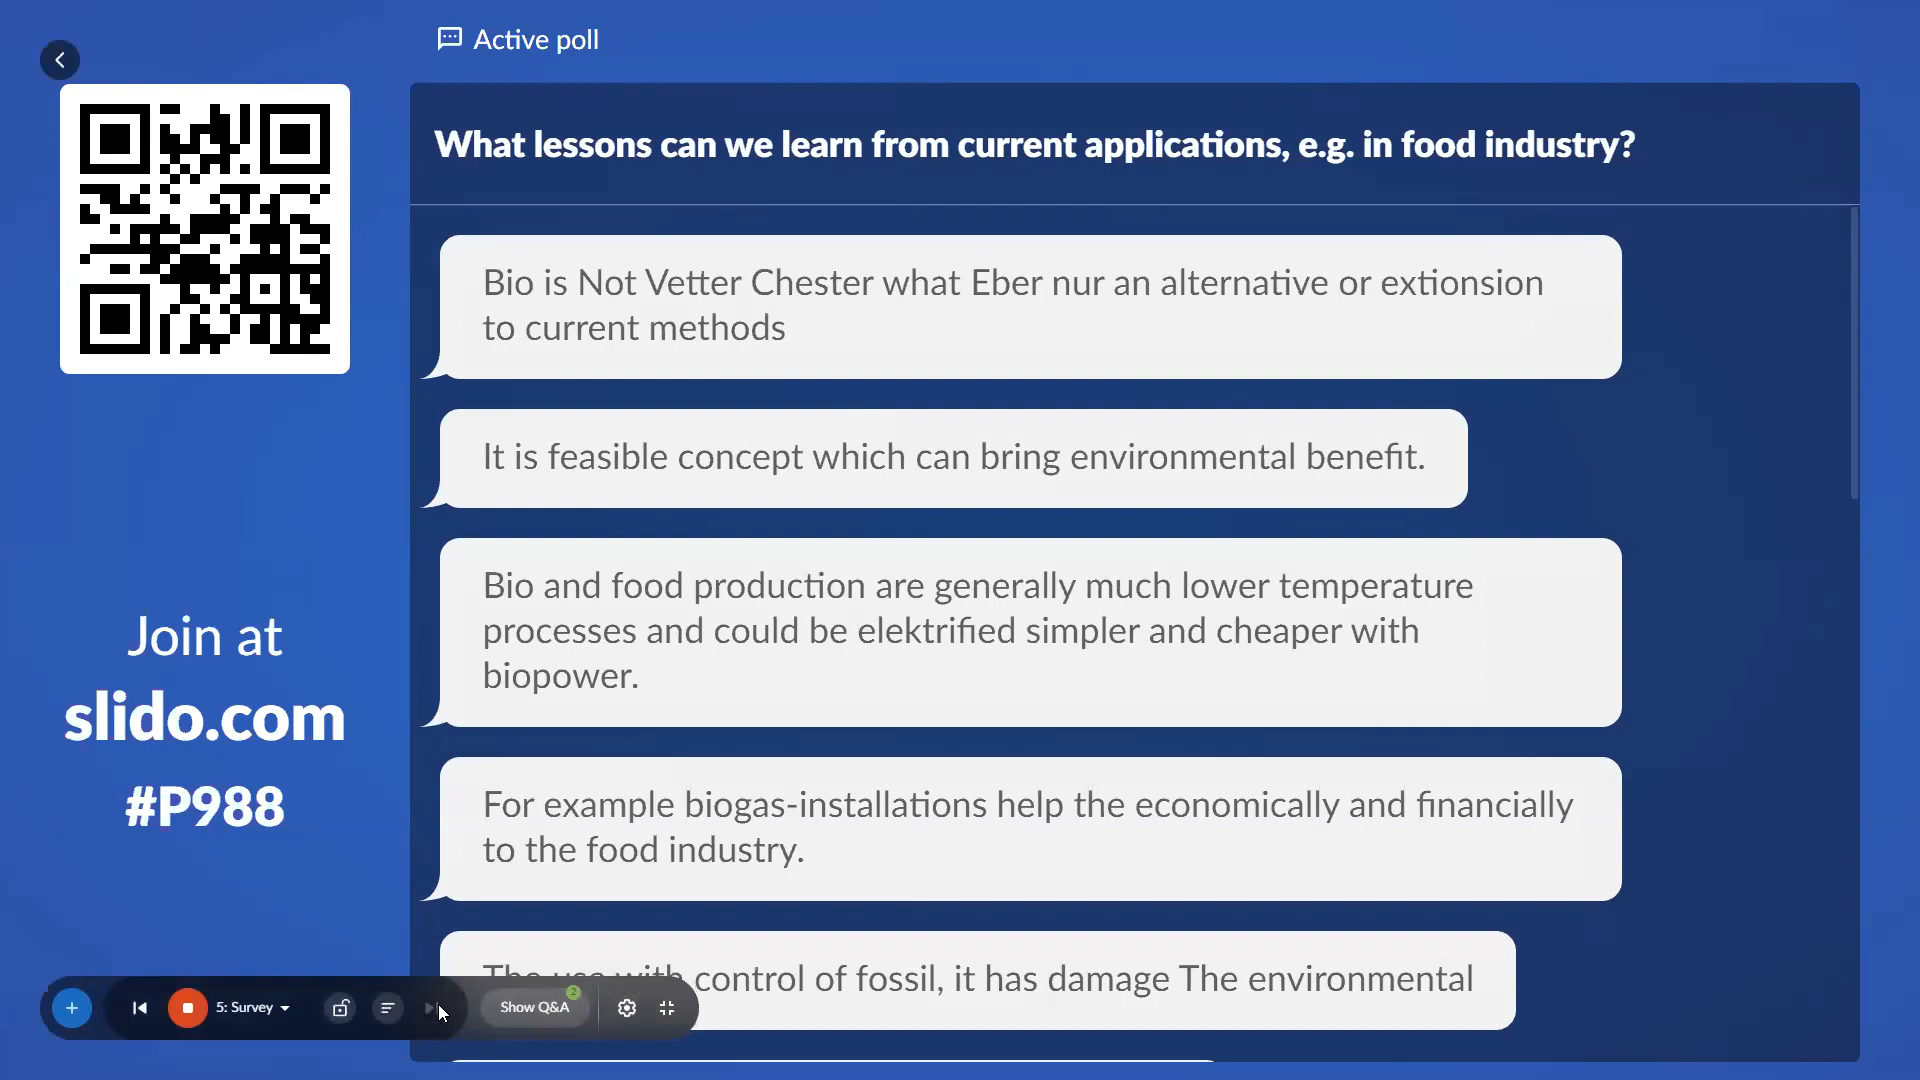 Active poll
What lessons can we learn from current applications, e.g. in food industry?
Bio is Not Vetter Chester what Eber nur an alternative or extionsion
to current methods
It is feasible concept which can bring environmental benefit.
Bio and food production are generally much lower temperature
processes and could be elektrified simpler and cheaper with
biopower.
For example biogas-installations help the economically and financially
to the food industry.
The use with control of fossil, it has damage The environmental
Join at
slido.com
#P988
5: Survey
Show Q&A
2